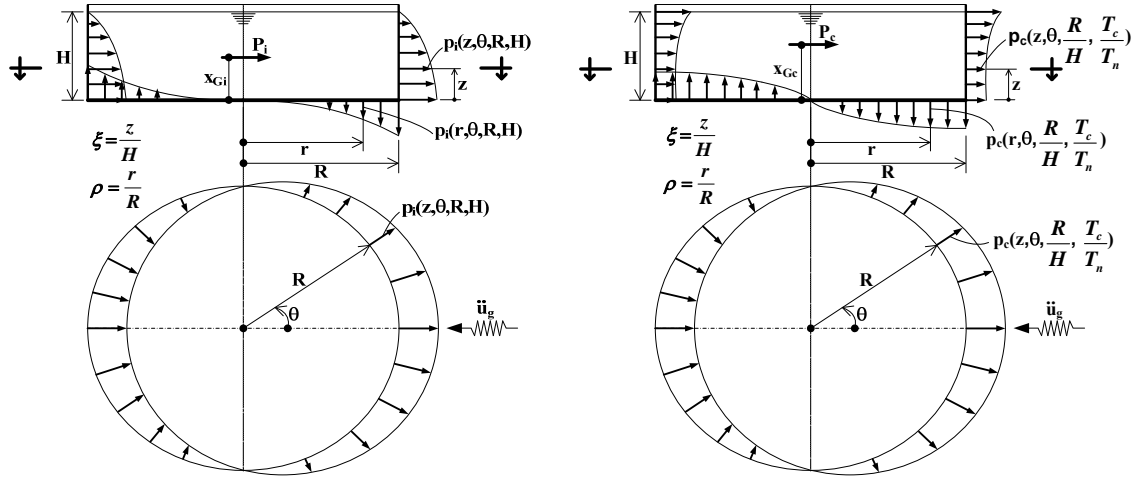 H
P_i
x_Gi
p_i(z,θ,R,H)
z
p_i(r,θ,R,H)
r
R
ξ = z/H
ρ = r/R
p_i(z,θ,R,H)
R
θ
ü_g
H
P_c
x_Gc
p_c(z,θ, R/H, T_c/T_n)
z
p_c(r,θ, R/H, T_c/T_n)
r
R
ξ = z/H
ρ = r/R
p_c(z,θ, R/H, T_c/T_n)
R
θ
ü_g